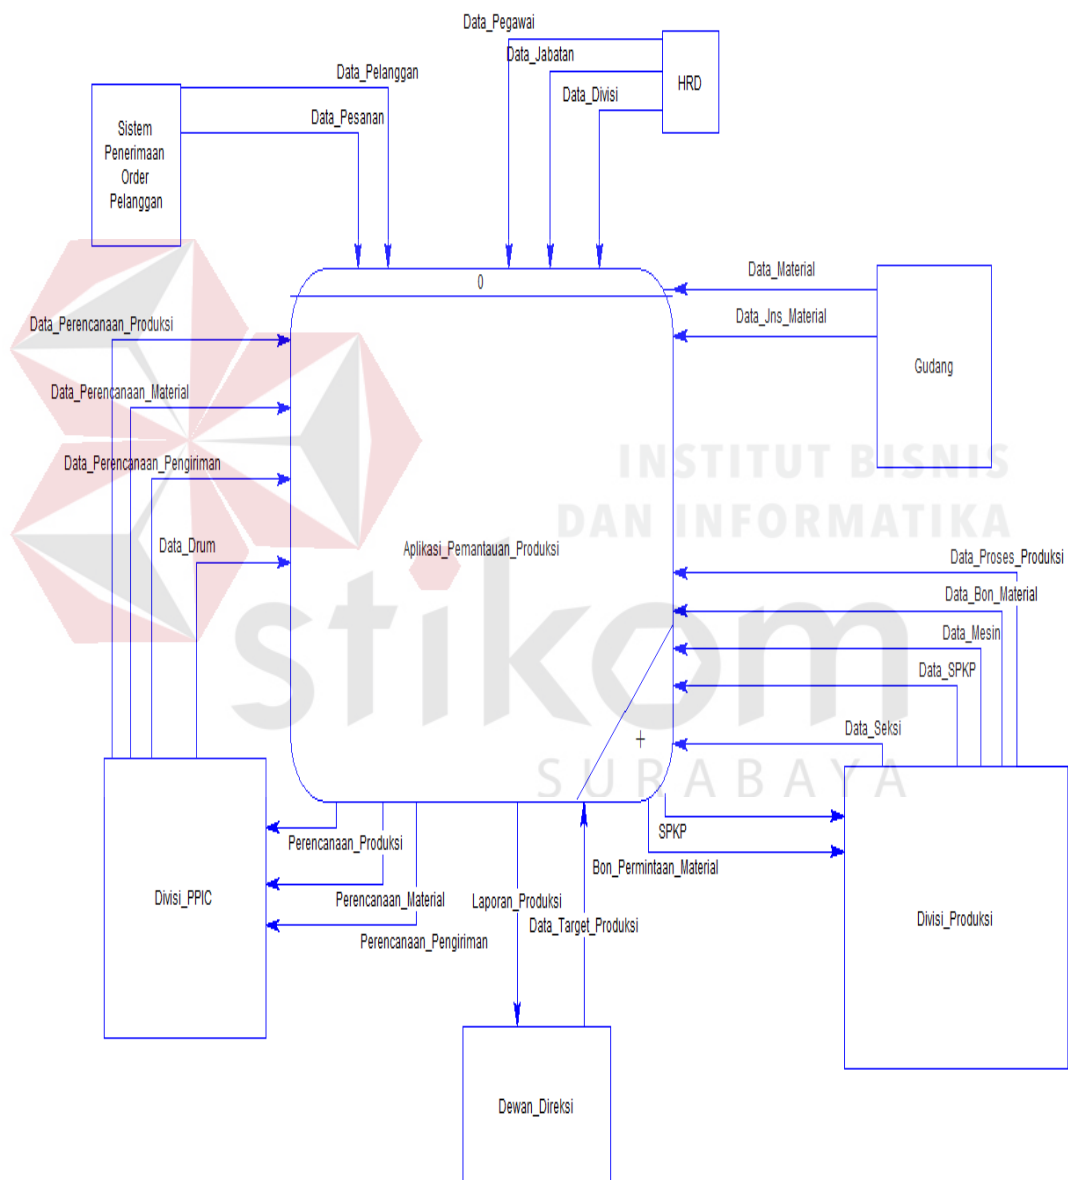 Data_Pegawai
Data_Jabatan
Data_Divisi
HRD
Data_Pelanggan
Data_Pesanan
Sistem
Penerimaan
Order
Pelanggan
0
Data_Material
Data_Jns_Material
Gudang
Data_Perencanaan_Produksi
Data_Perencanaan_Material
Data_Perencanaan_Pengiriman
Data_Drum
Aplikasi_Pemantauan_Produksi
INSTITUT BISNIS
DAN INFORMATIKA
stikom
SURABAYA
Data_Proses_Produksi
Data_Bon_Material
Data_Mesin
Data_SPKP
Data_Seksi
SPKP
Bon_Permintaan_Material
Perencanaan_Produksi
Perencanaan_Material
Perencanaan_Pengiriman
Laporan_Produksi
Data_Target_Produksi
Divisi_PPIC
Divisi_Produksi
Dewan_Direksi